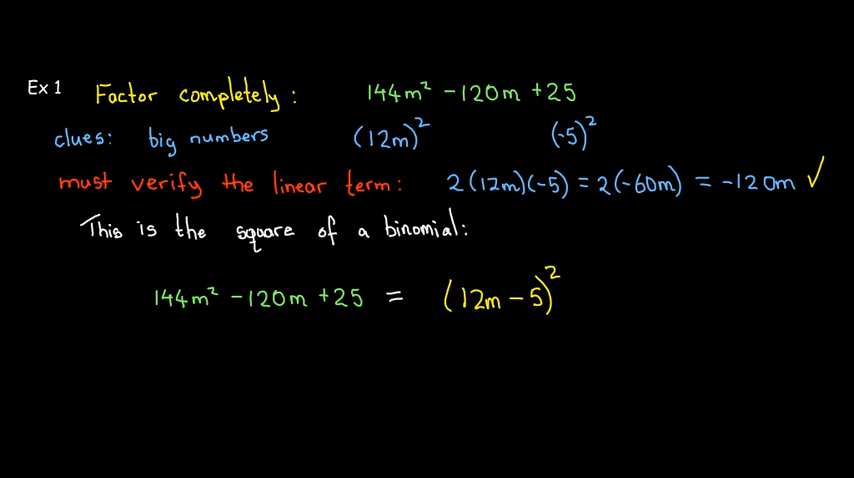 Ex 1 Factor completely: 144m² - 120m + 25
clues: big numbers (12m)² (-5)²
must verify the linear term: 2(12m)(-5) = 2(-60m) = -120m ✓
This is the square of a binomial:
144m² - 120m + 25 = (12m - 5)²